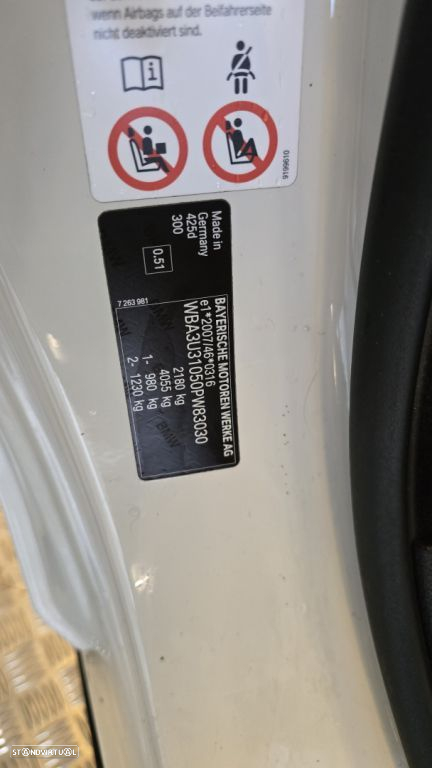 wenn Airbags auf der Beifahrerseite
nicht deaktiviert sind.
9199610
BAYERISCHE MOTOREN WERKE AG
e1*2007/46*0316
WBA3U31050PW83030
2180 kg
4055 kg
1- 980 kg
2- 1230 kg
Made in
Germany
425d
300
0.51
7 263 981
BMW
STANDVIRTUAL